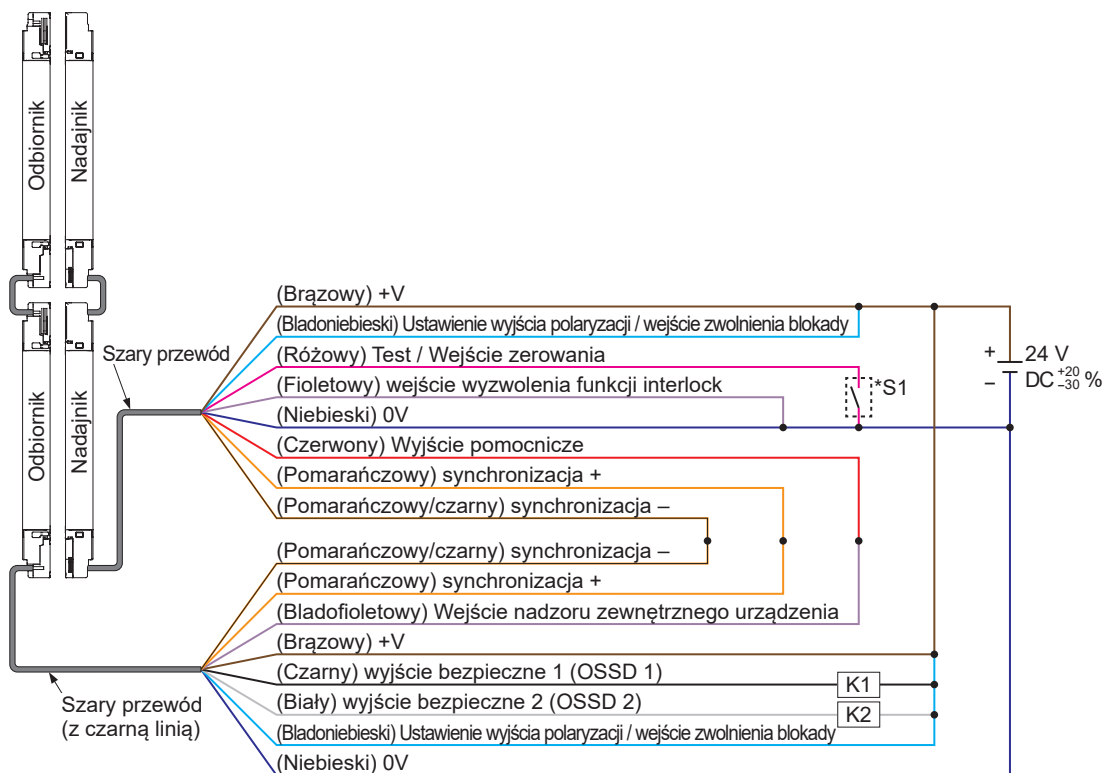 Odbiornik
Nadajnik
Odbiornik
Nadajnik
Szary przewód
(Brązowy) +V
(Bladoniebieski) Ustawienie wyjścia polaryzacji / wejście zwolnienia blokady
(Różowy) Test / Wejście zerowania
(Fioletowy) wejście wyzwolenia funkcji interlock
(Niebieski) 0V
(Czerwony) Wyjście pomocnicze
(Pomarańczowy) synchronizacja +
(Pomarańczowy/czarny) synchronizacja –
*S1
+
–
24 V
DC +20 –30 %
(Pomarańczowy/czarny) synchronizacja –
(Pomarańczowy) synchronizacja +
(Bladofioletowy) Wejście nadzoru zewnętrznego urządzenia
(Brązowy) +V
(Czarny) wyjście bezpieczne 1 (OSSD 1)
K1
(Biały) wyjście bezpieczne 2 (OSSD 2)
K2
(Bladoniebieski) Ustawienie wyjścia polaryzacji / wejście zwolnienia blokady
(Niebieski) 0V
Szary przewód
(z czarną linią)